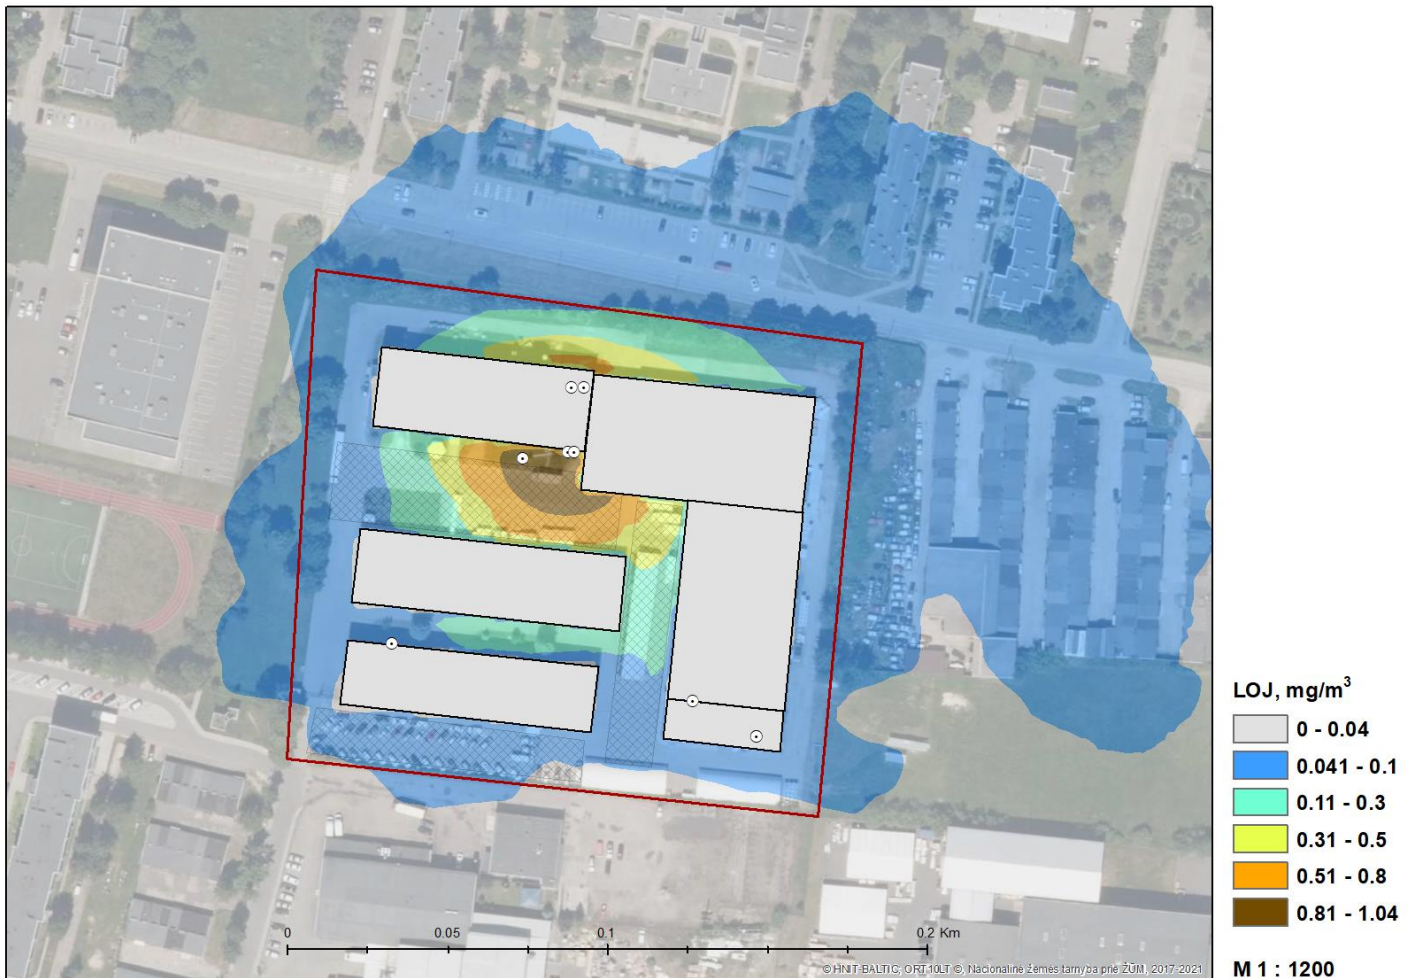 LOJ, mg/m³
0 - 0.04
0.041 - 0.1
0.11 - 0.3
0.31 - 0.5
0.51 - 0.8
0.81 - 1.04
0 0.05 0.1 0.2 Km
© HNIT-BALTIC, ORT10LT ©, Nacionalinė žemės tarnyba prie ŽŪM, 2017-2021
M 1 : 1200